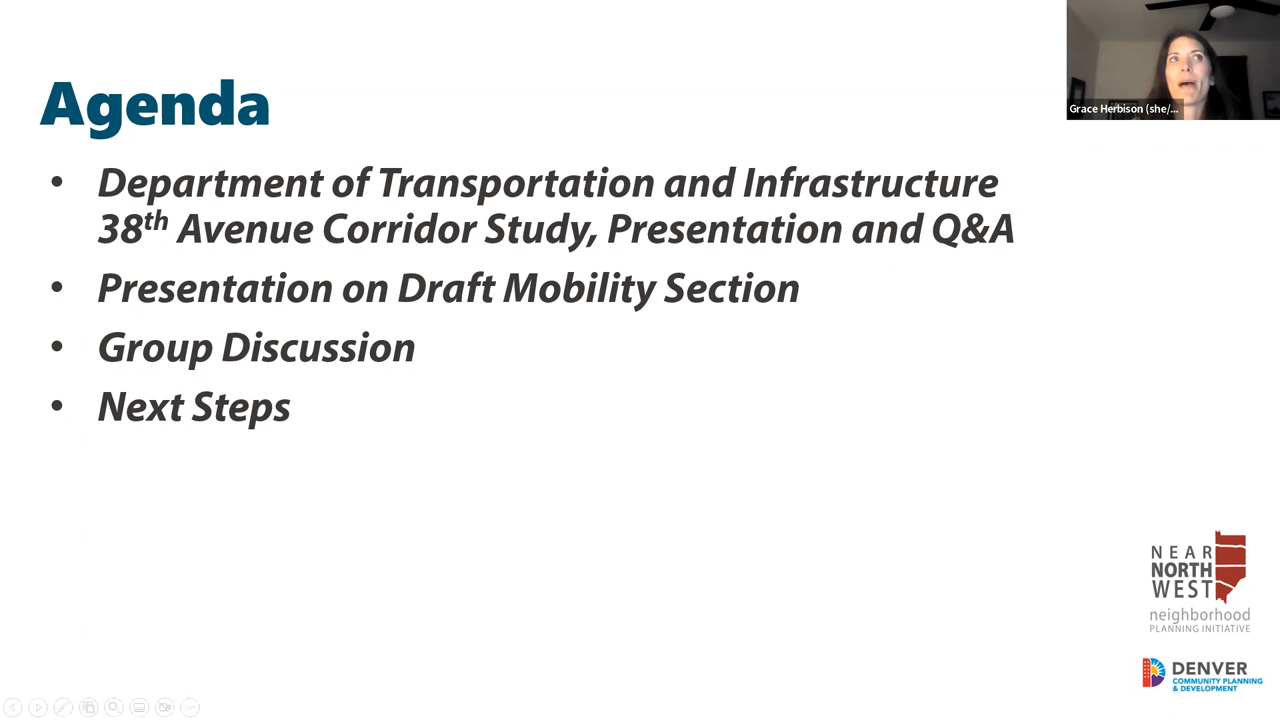 Agenda
Grace Herbison (she/...
• Department of Transportation and Infrastructure
38th Avenue Corridor Study, Presentation and Q&A
• Presentation on Draft Mobility Section
• Group Discussion
• Next Steps
NEAR
NORTH
WEST
neighborhood
PLANNING INITIATIVE
DENVER
COMMUNITY PLANNING
& DEVELOPMENT